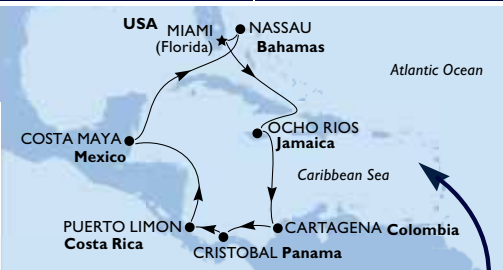 USA MIAMI
(Florida)
NASSAU
Bahamas
Atlantic Ocean
COSTA MAYA
Mexico
OCHO RIOS
Jamaica
Caribbean Sea
PUERTO LIMON
Costa Rica
CARTAGENA Colombia
CRISTOBAL Panama